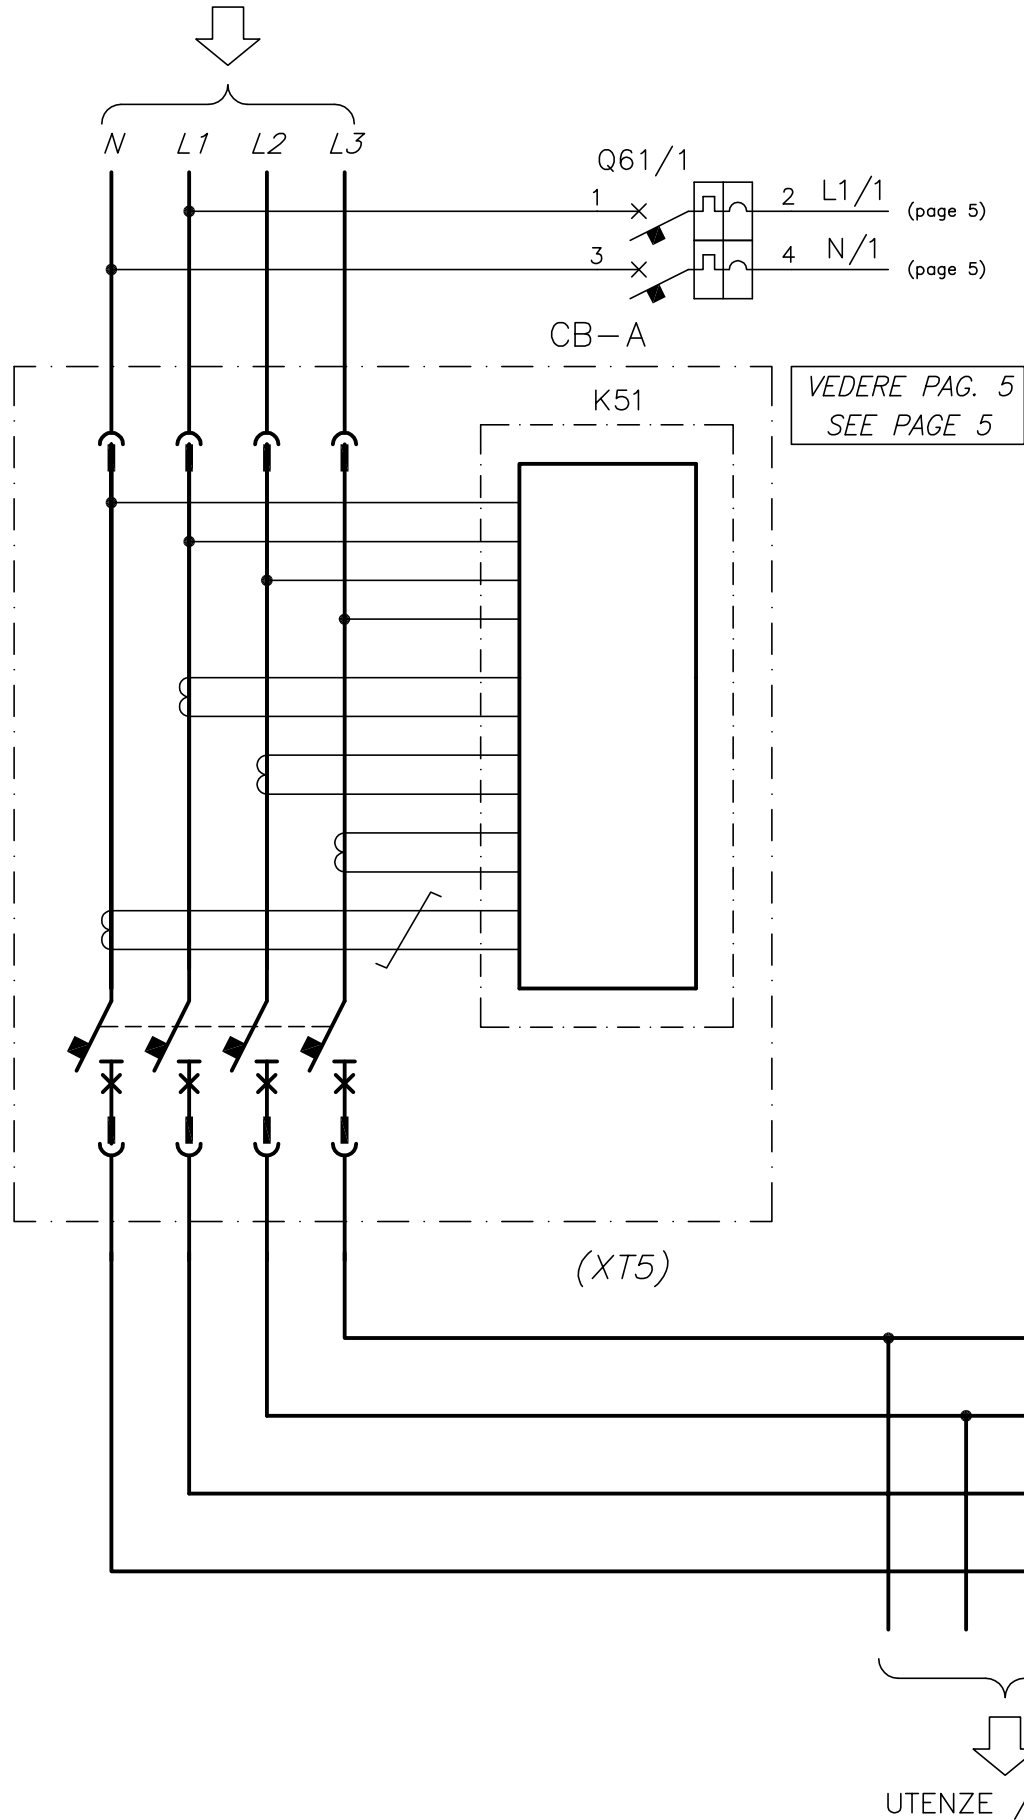 N L1 L2 L3
Q61/1
1 2 L1/1 (page 5)
3 4 N/1 (page 5)
CB-A
VEDERE PAG. 5
SEE PAGE 5
K51
(XT5)
UTENZE /